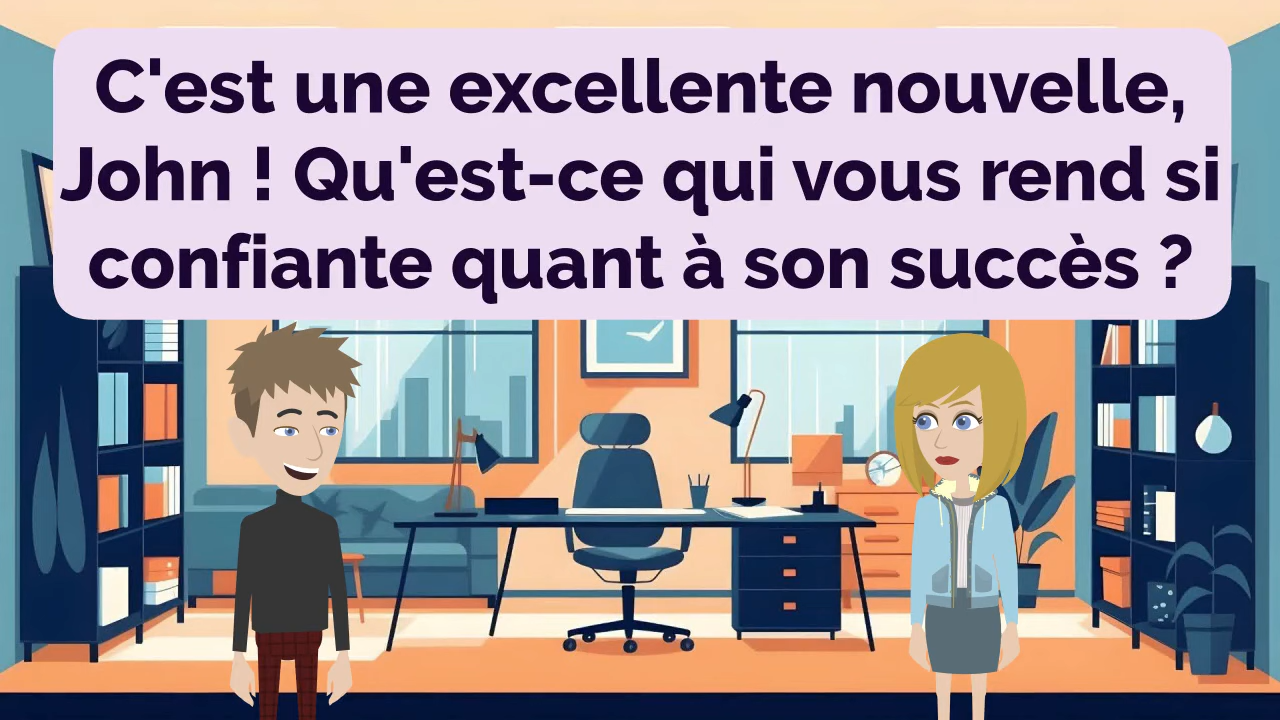 C'est une excellente nouvelle,
John ! Qu'est-ce qui vous rend si
confiante quant à son succès ?